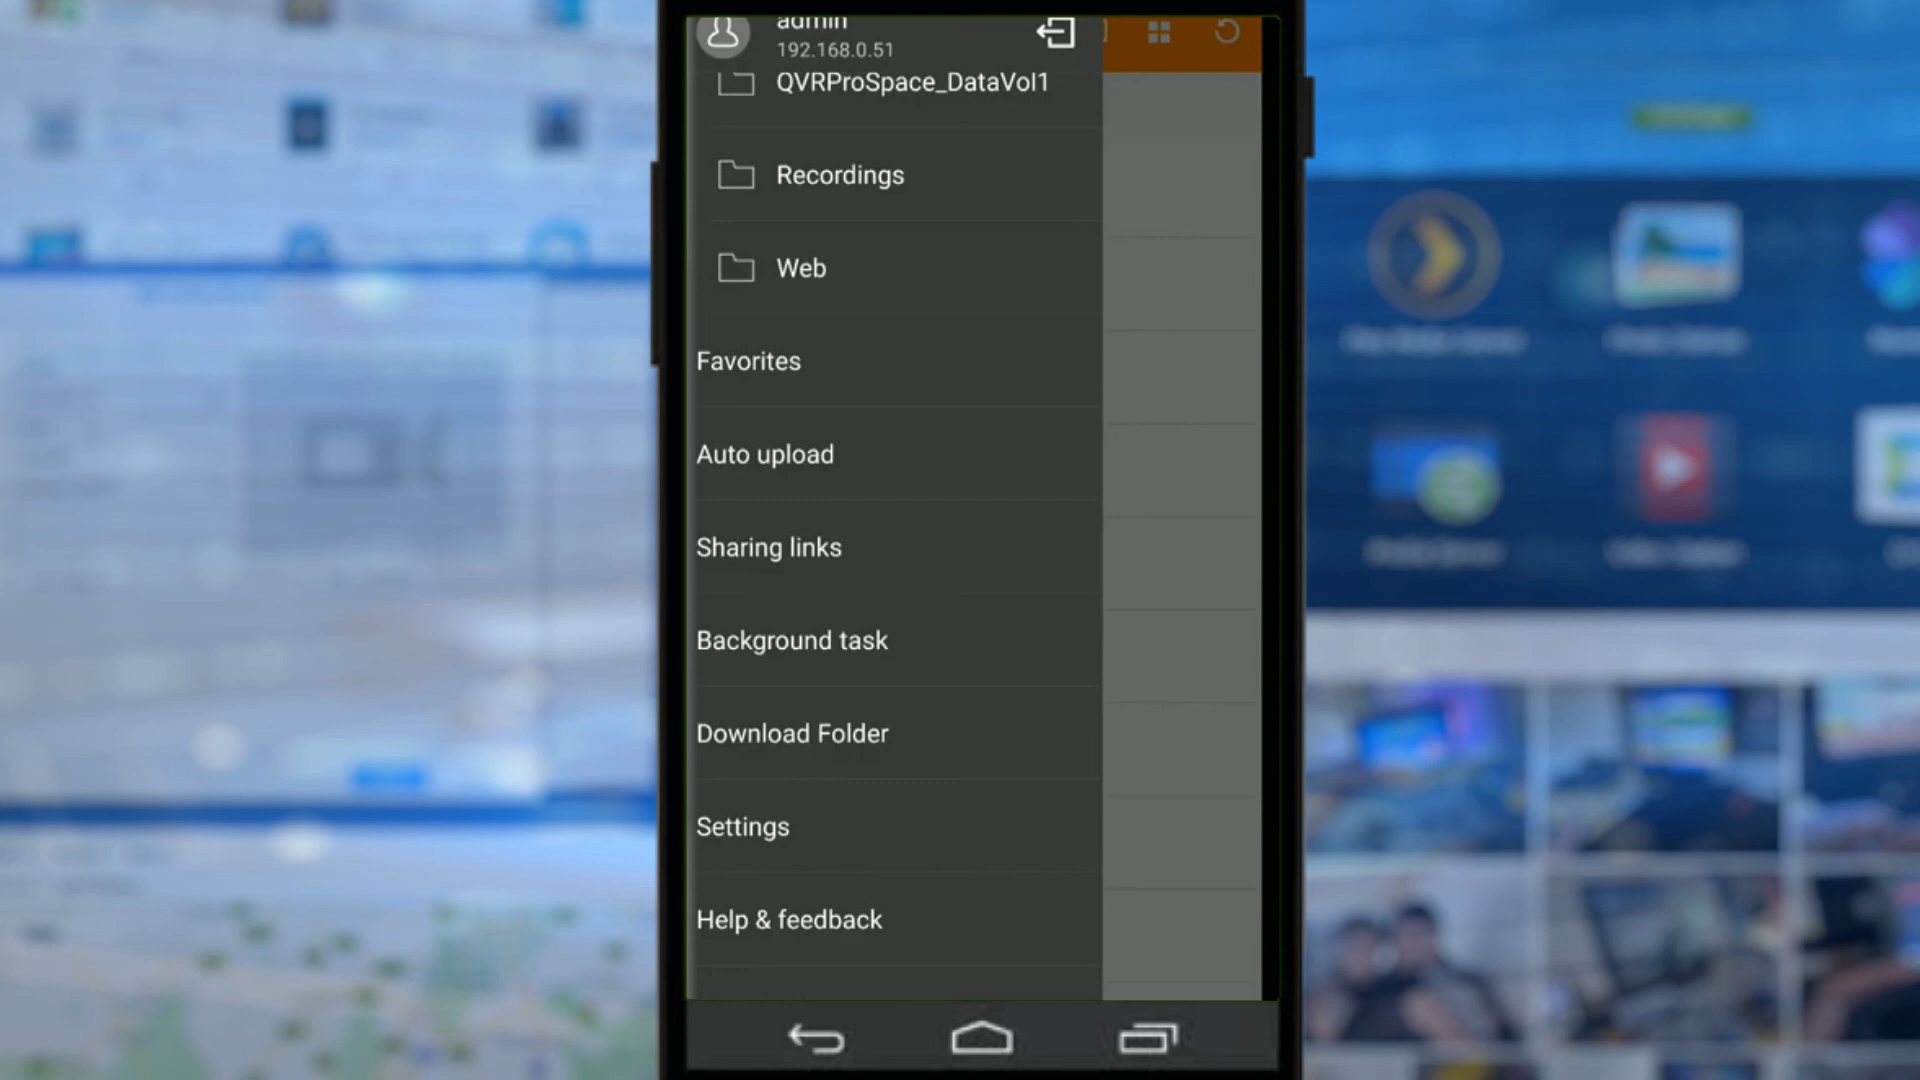 admin
192.168.0.51
QVRProSpace_DataVol1
Recordings
Web
Favorites
Auto upload
Sharing links
Background task
Download Folder
Settings
Help & feedback